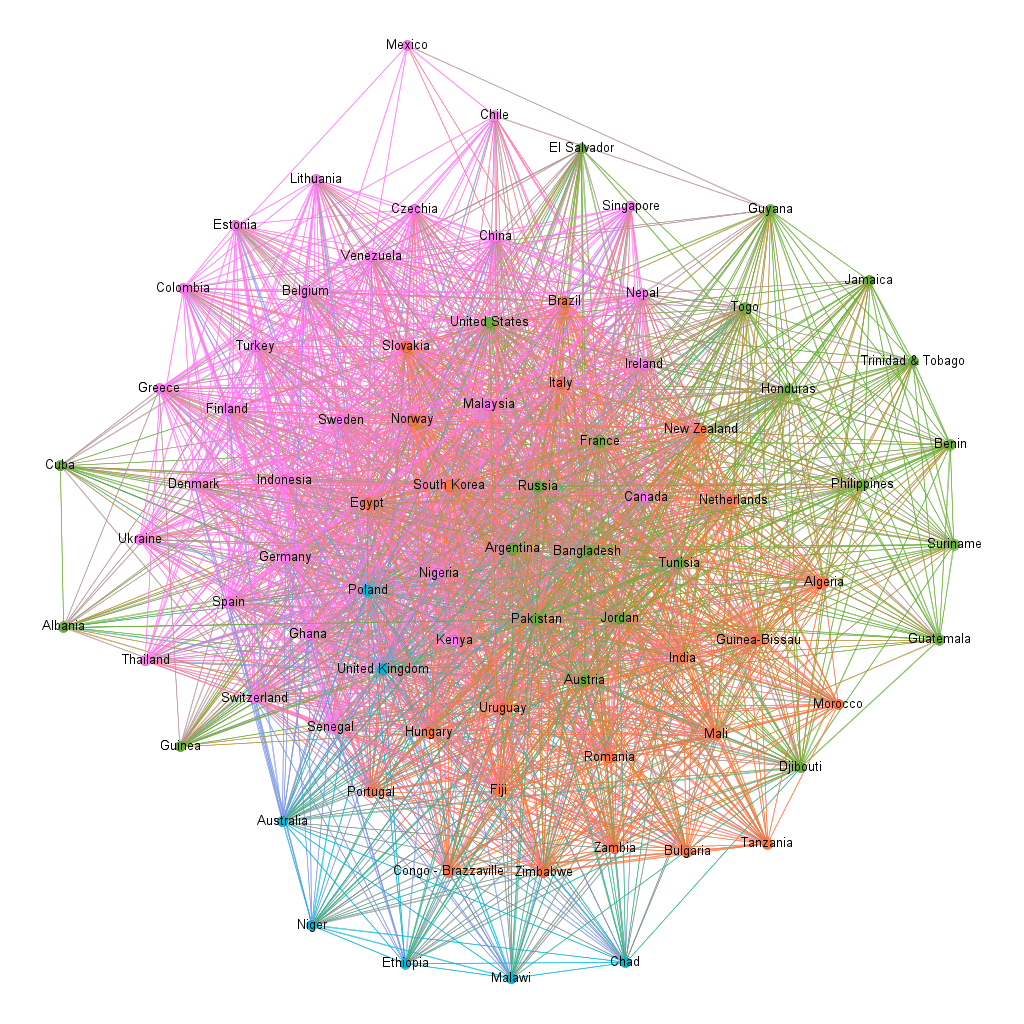 Mexico
Chile
El Salvador
Lithuania
Czechia
Singapore
Guyana
Estonia
China
Venezuela
Jamaica
Colombia
Belgium
Nepal
Brazil
Togo
United States
Turkey
Slovakia
Trinidad & Tobago
Ireland
Greece
Italy
Honduras
Finland
Malaysia
Sweden
Norway
New Zealand
France
Benin
Cuba
Denmark
Indonesia
South Korea
Russia
Philippines
Canada
Egypt
Netherlands
Ukraine
Suriname
Argentina
Bangladesh
Germany
Tunisia
Nigeria
Algeria
Poland
Spain
Albania
Pakistan
Jordan
Ghana
Kenya
Guinea-Bissau
Guatemala
Thailand
India
United Kingdom
Austria
Switzerland
Morocco
Uruguay
Senegal
Hungary
Mali
Guinea
Romania
Djibouti
Portugal
Fiji
Australia
Tanzania
Zambia
Bulgaria
Congo - Brazzaville
Zimbabwe
Niger
Ethiopia
Chad
Malawi